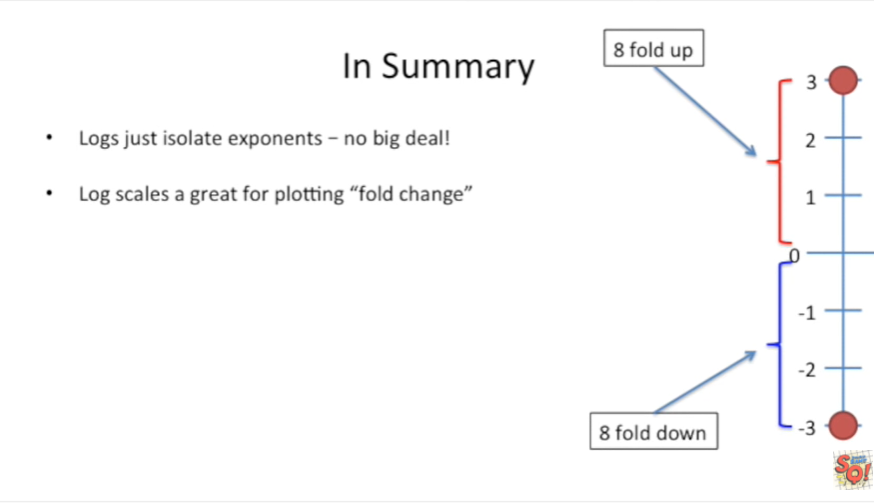 In Summary
8 fold up
• Logs just isolate exponents – no big deal!
• Log scales a great for plotting “fold change”
3
2
1
0
-1
-2
-3
8 fold down
SQ!